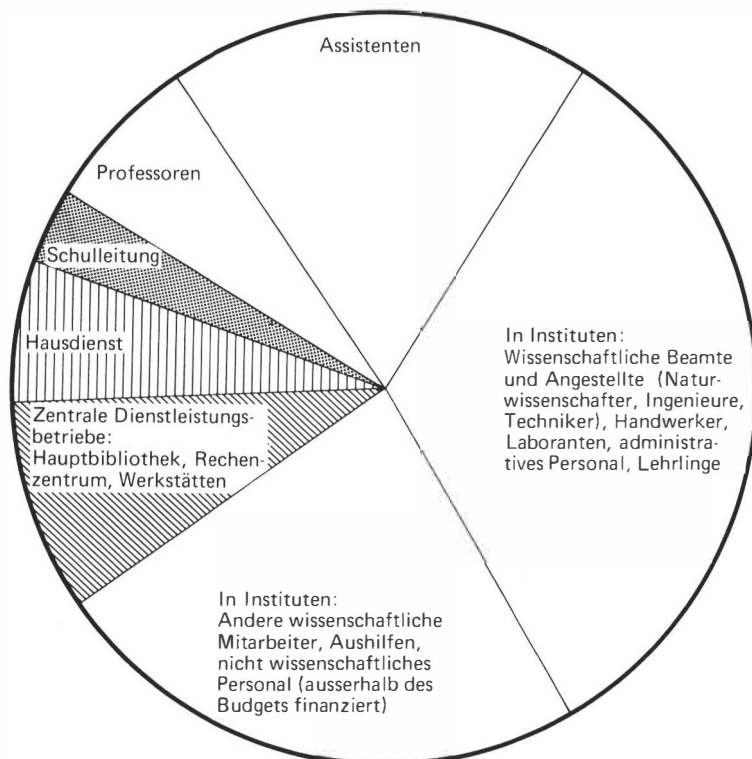 Assistenten
Professoren
Schulleitung
Hausdienst
Zentrale Dienstleistungs-
betriebe:
Hauptbibliothek, Rechen-
zentrum, Werkstätten
In Instituten:
Wissenschaftliche Beamte
und Angestellte (Natur-
wissenschafter, Ingenieure,
Techniker), Handwerker,
Laboranten, administra-
tives Personal, Lehrlinge
In Instituten:
Andere wissenschaftliche
Mitarbeiter, Aushilfen,
nicht wissenschaftliches
Personal (ausserhalb des
Budgets finanziert)